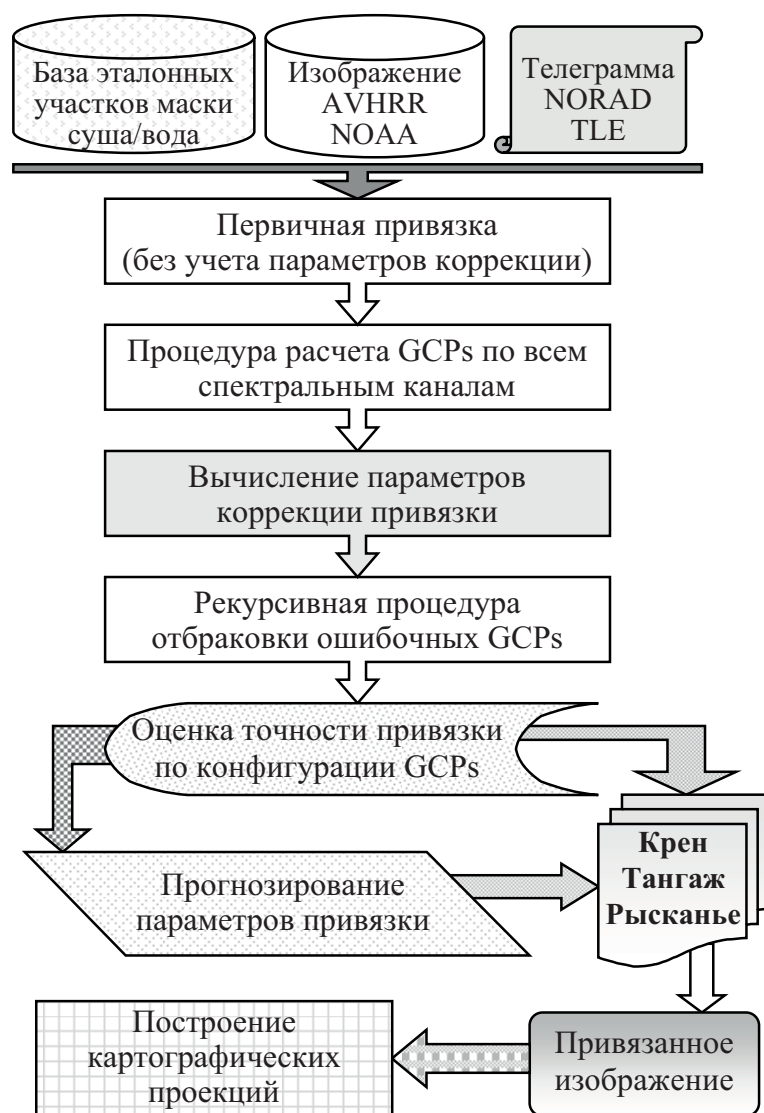 База эталонных
участков маски
суша/вода
Изображение
AVHRR
NOAA
Телеграмма
NORAD
TLE
Первичная привязка
(без учета параметров коррекции)
Процедура расчета GCPs по всем
спектральным каналам
Вычисление параметров
коррекции привязки
Рекурсивная процедура
отбраковки ошибочных GCPs
Оценка точности привязки
по конфигурации GCPs
Крен
Тангаж
Рысканье
Прогнозирование
параметров привязки
Построение
картографических
проекций
Привязанное
изображение